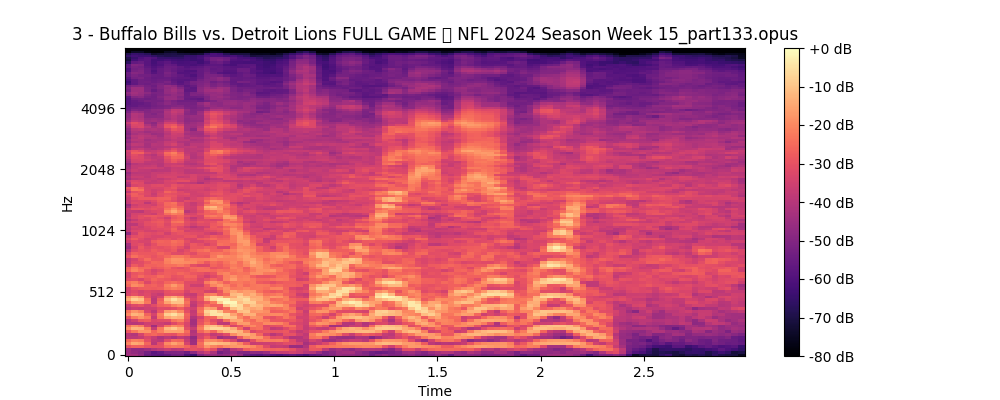 3 - Buffalo Bills vs. Detroit Lions FULL GAME ▯ NFL 2024 Season Week 15_part133.opus
+0 dB
4096
-10 dB
-20 dB
2048
-30 dB
Hz
1024
-40 dB
-50 dB
512
-60 dB
-70 dB
0
-80 dB
0 0.5 1 1.5 2 2.5
Time